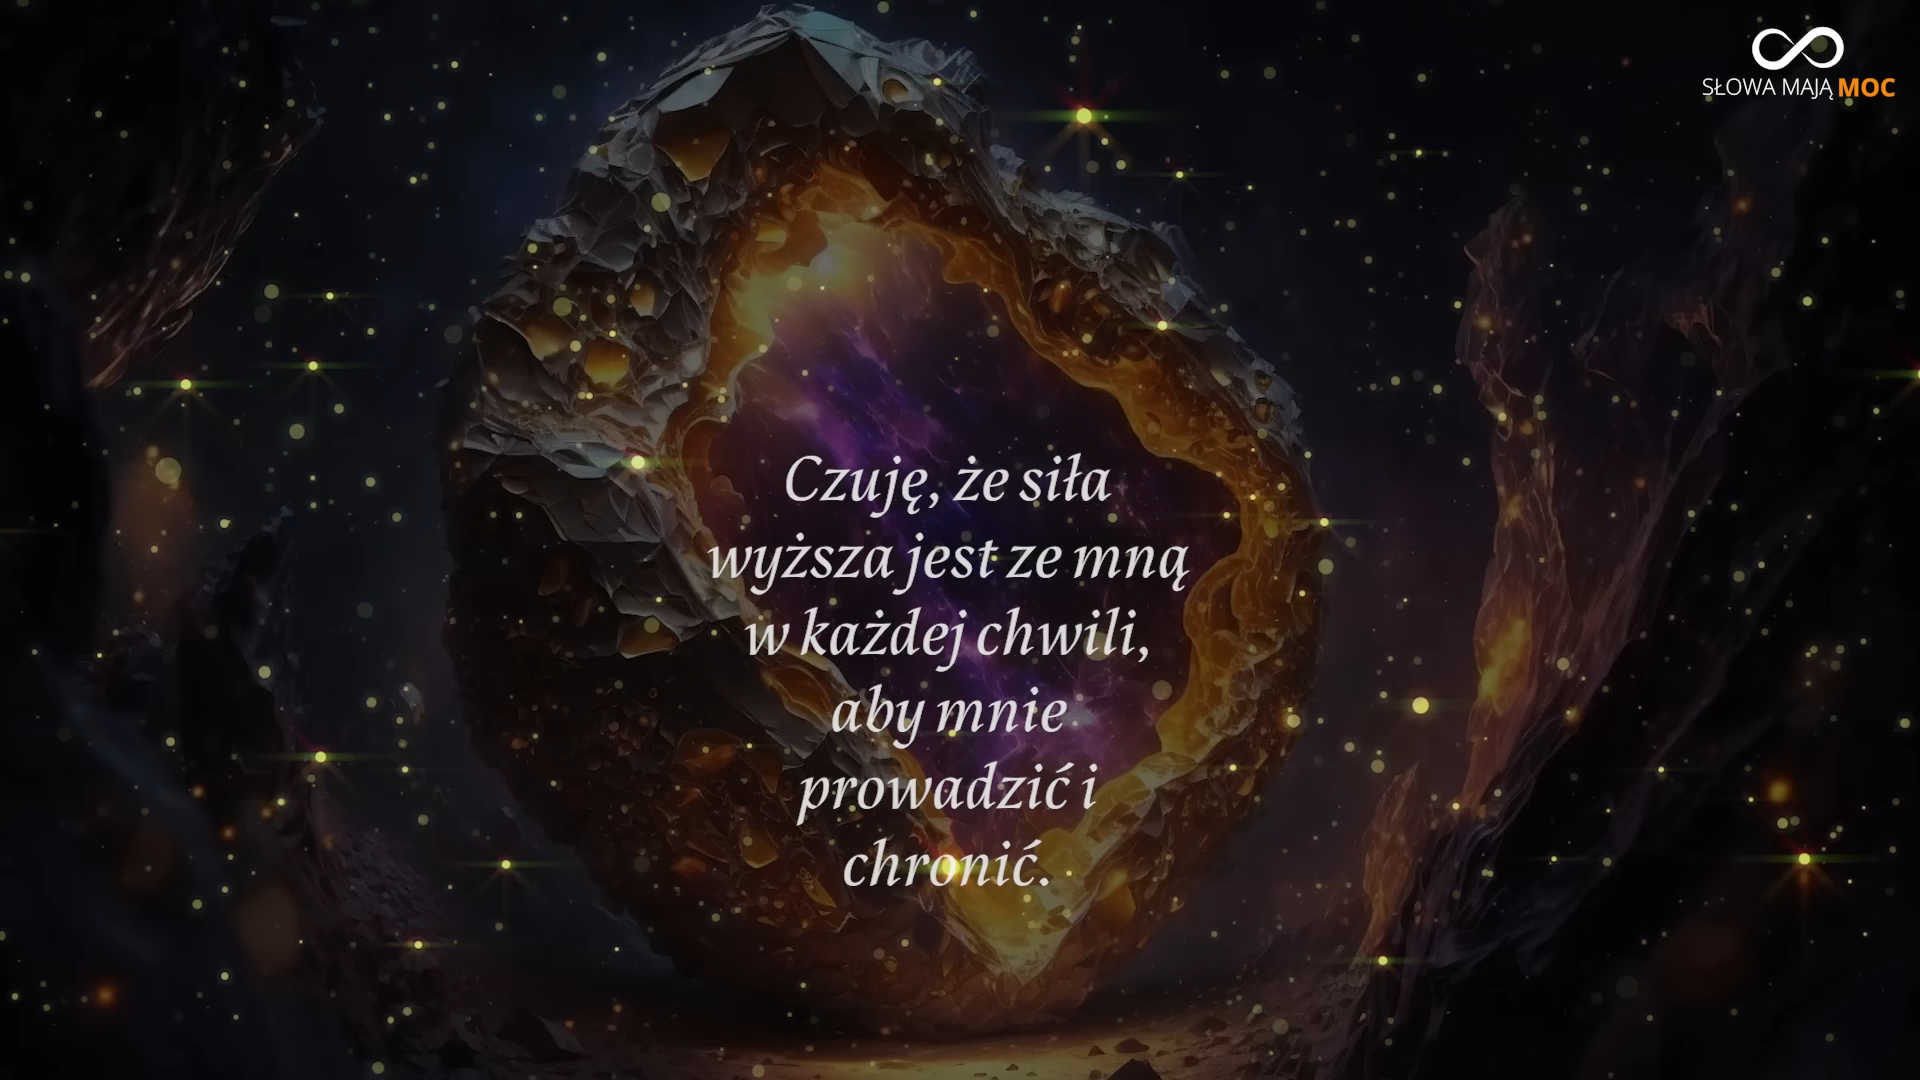 SŁOWA MAJĄ MOC
Czuję, że siła
wyższa jest ze mną
w każdej chwili,
aby mnie
prowadzić i
chronić.